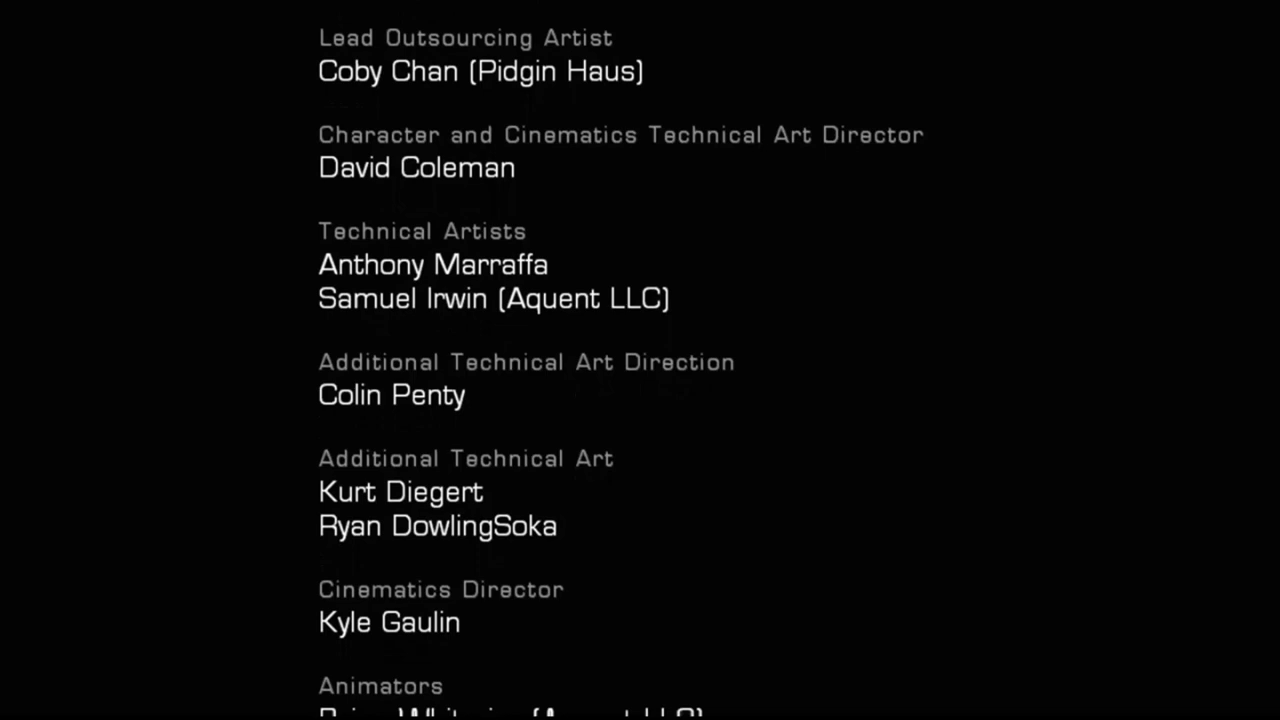 Lead Outsourcing Artist
Coby Chan (Pidgin Haus)
Character and Cinematics Technical Art Director
David Coleman
Technical Artists
Anthony Marraffa
Samuel Irwin (Aquent LLC)
Additional Technical Art Direction
Colin Penty
Additional Technical Art
Kurt Diegert
Ryan DowlingSoka
Cinematics Director
Kyle Gaulin
Animators
(Aquent LLC)